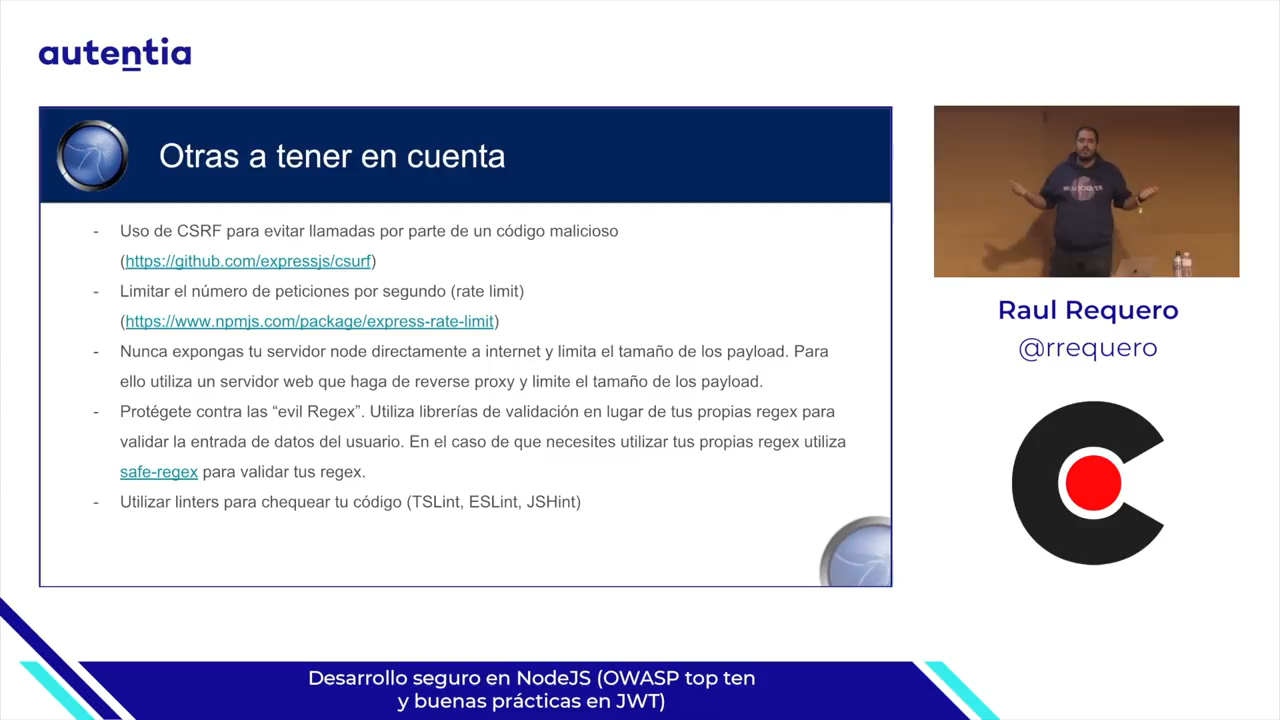 autentia
Otras a tener en cuenta
- Uso de CSRF para evitar llamadas por parte de un código malicioso
(https://github.com/expressjs/csurf)
- Limitar el número de peticiones por segundo (rate limit)
(https://www.npmjs.com/package/express-rate-limit)
- Nunca expongas tu servidor node directamente a internet y limita el tamaño de los payload. Para
ello utiliza un servidor web que haga de reverse proxy y limite el tamaño de los payload.
- Protégete contra las “evil Regex”. Utiliza librerías de validación en lugar de tus propias regex para
validar la entrada de datos del usuario. En el caso de que necesites utilizar tus propias regex utiliza
safe-regex para validar tus regex.
- Utilizar linters para chequear tu código (TSLint, ESLint, JSHint)
Raul Requero
@rrequero
Desarrollo seguro en NodeJS (OWASP top ten
y buenas prácticas en JWT)